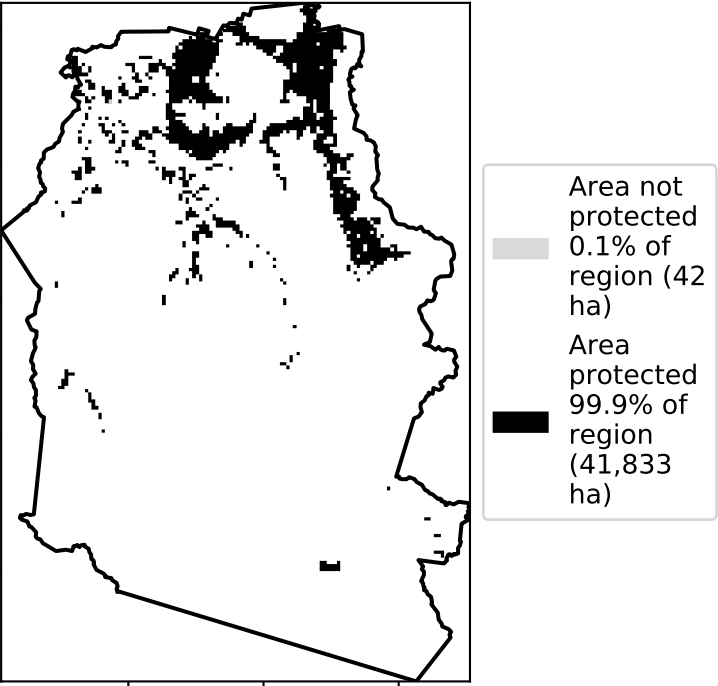 Area not
protected
0.1% of
region (42
ha)
Area
protected
99.9% of
region
(41,833
ha)